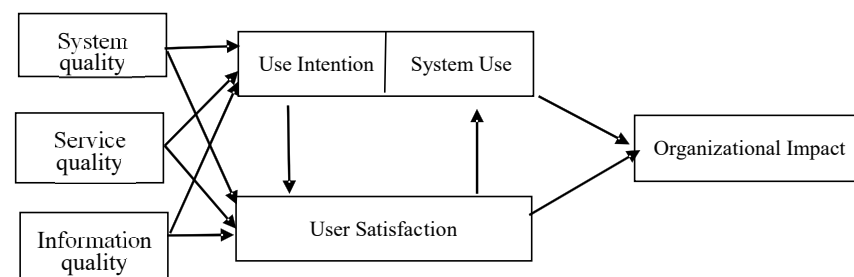 System
quality
Use Intention
System Use
Service
quality
Organizational Impact
Information
quality
User Satisfaction